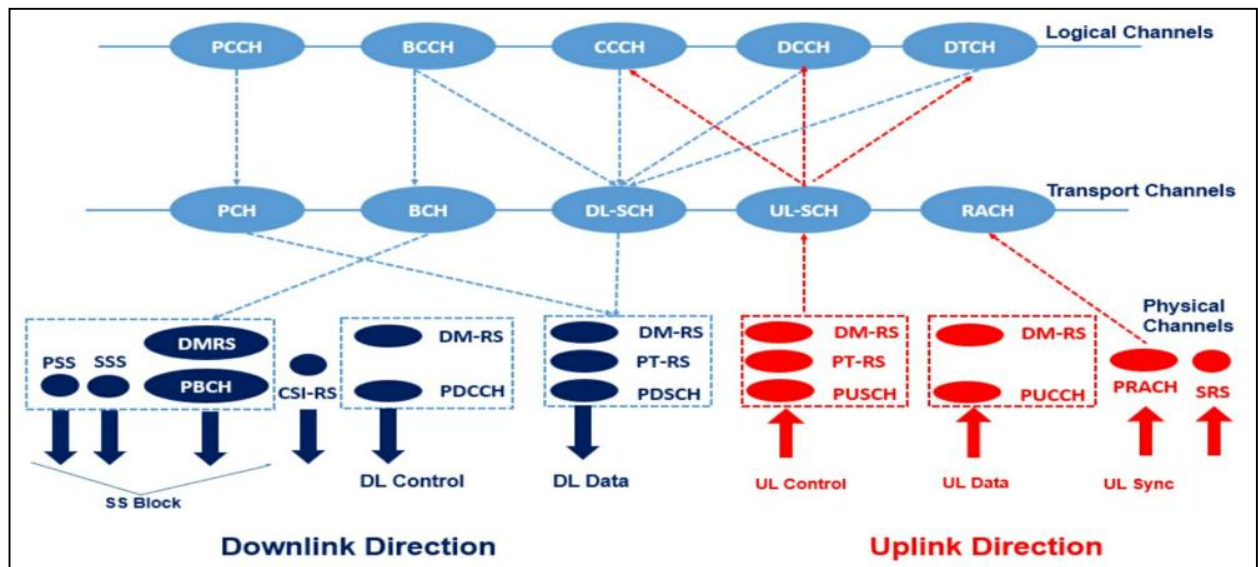 PCCH BCCH CCCH DCCH DTCH Logical Channels
PCH BCH DL-SCH UL-SCH RACH Transport Channels
Physical
Channels
DMRS DM-RS DM-RS DM-RS DM-RS
PSS SSS PT-RS PT-RS
PBCH CSI-RS PDCCH PDSCH PUSCH PUCCH PRACH SRS
DL Control DL Data UL Control UL Data UL Sync
SS Block
Downlink Direction Uplink Direction